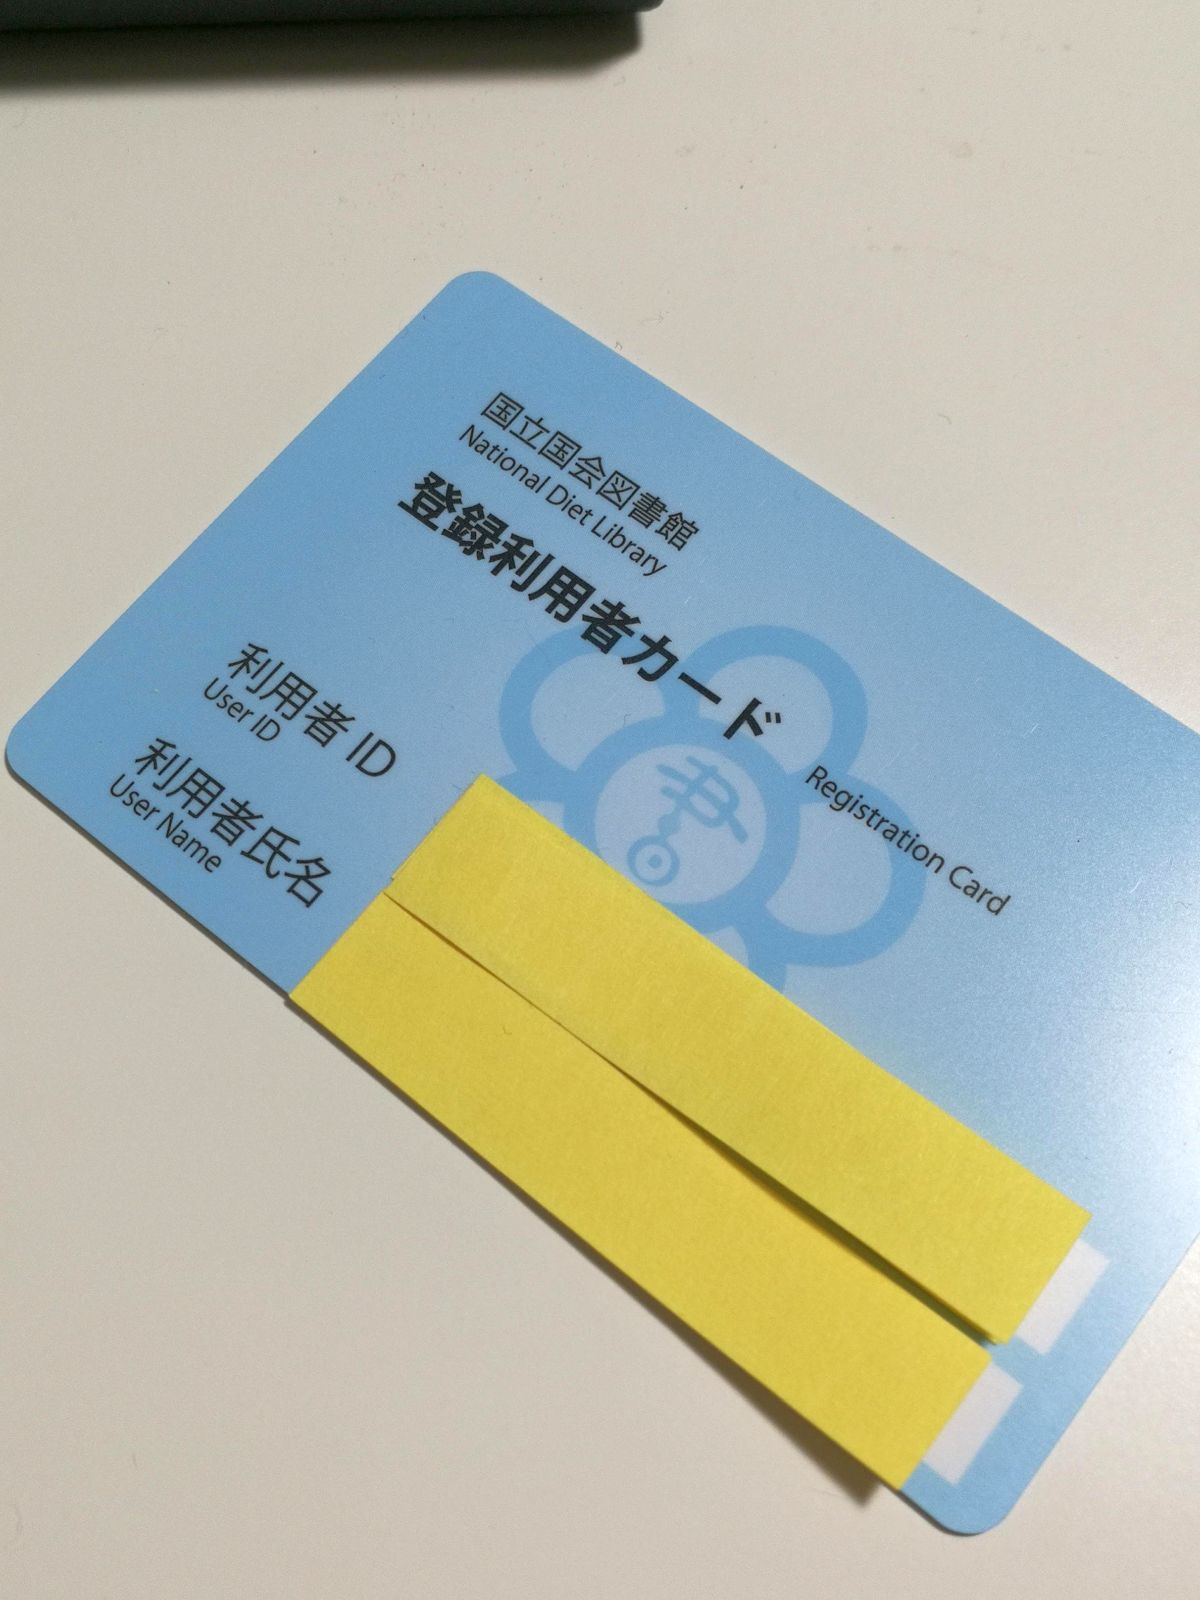 国立国会図書館
National Diet Library
登録利用者カード
Registration Card
利用者 ID
User ID
利用者氏名
User Name